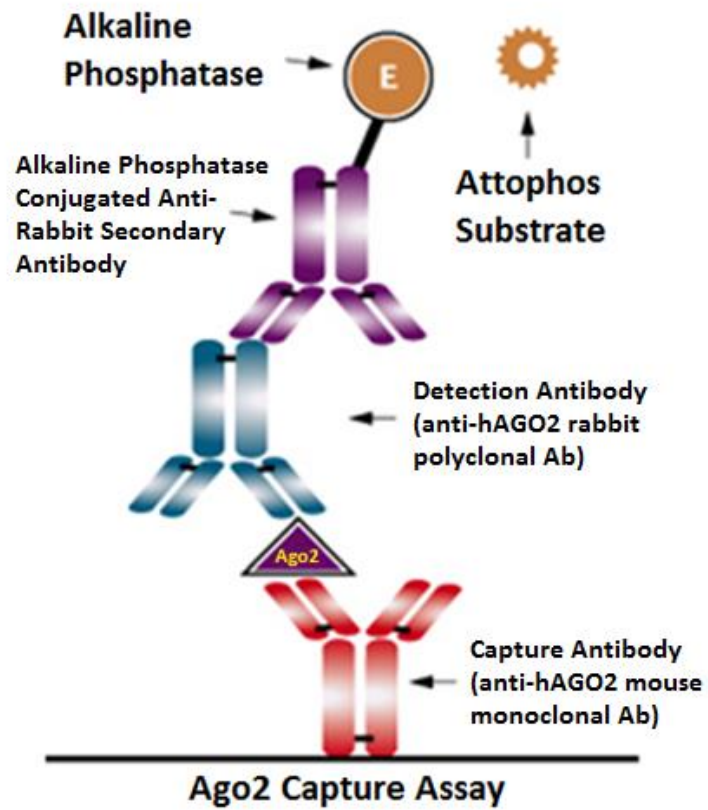 Alkaline
Phosphatase
E
Alkaline Phosphatase
Conjugated Anti-
Rabbit Secondary
Antibody
Attophos
Substrate
Detection Antibody
(anti-hAGO2 rabbit
polyclonal Ab)
Ago2
Capture Antibody
(anti-hAGO2 mouse
monoclonal Ab)
Ago2 Capture Assay